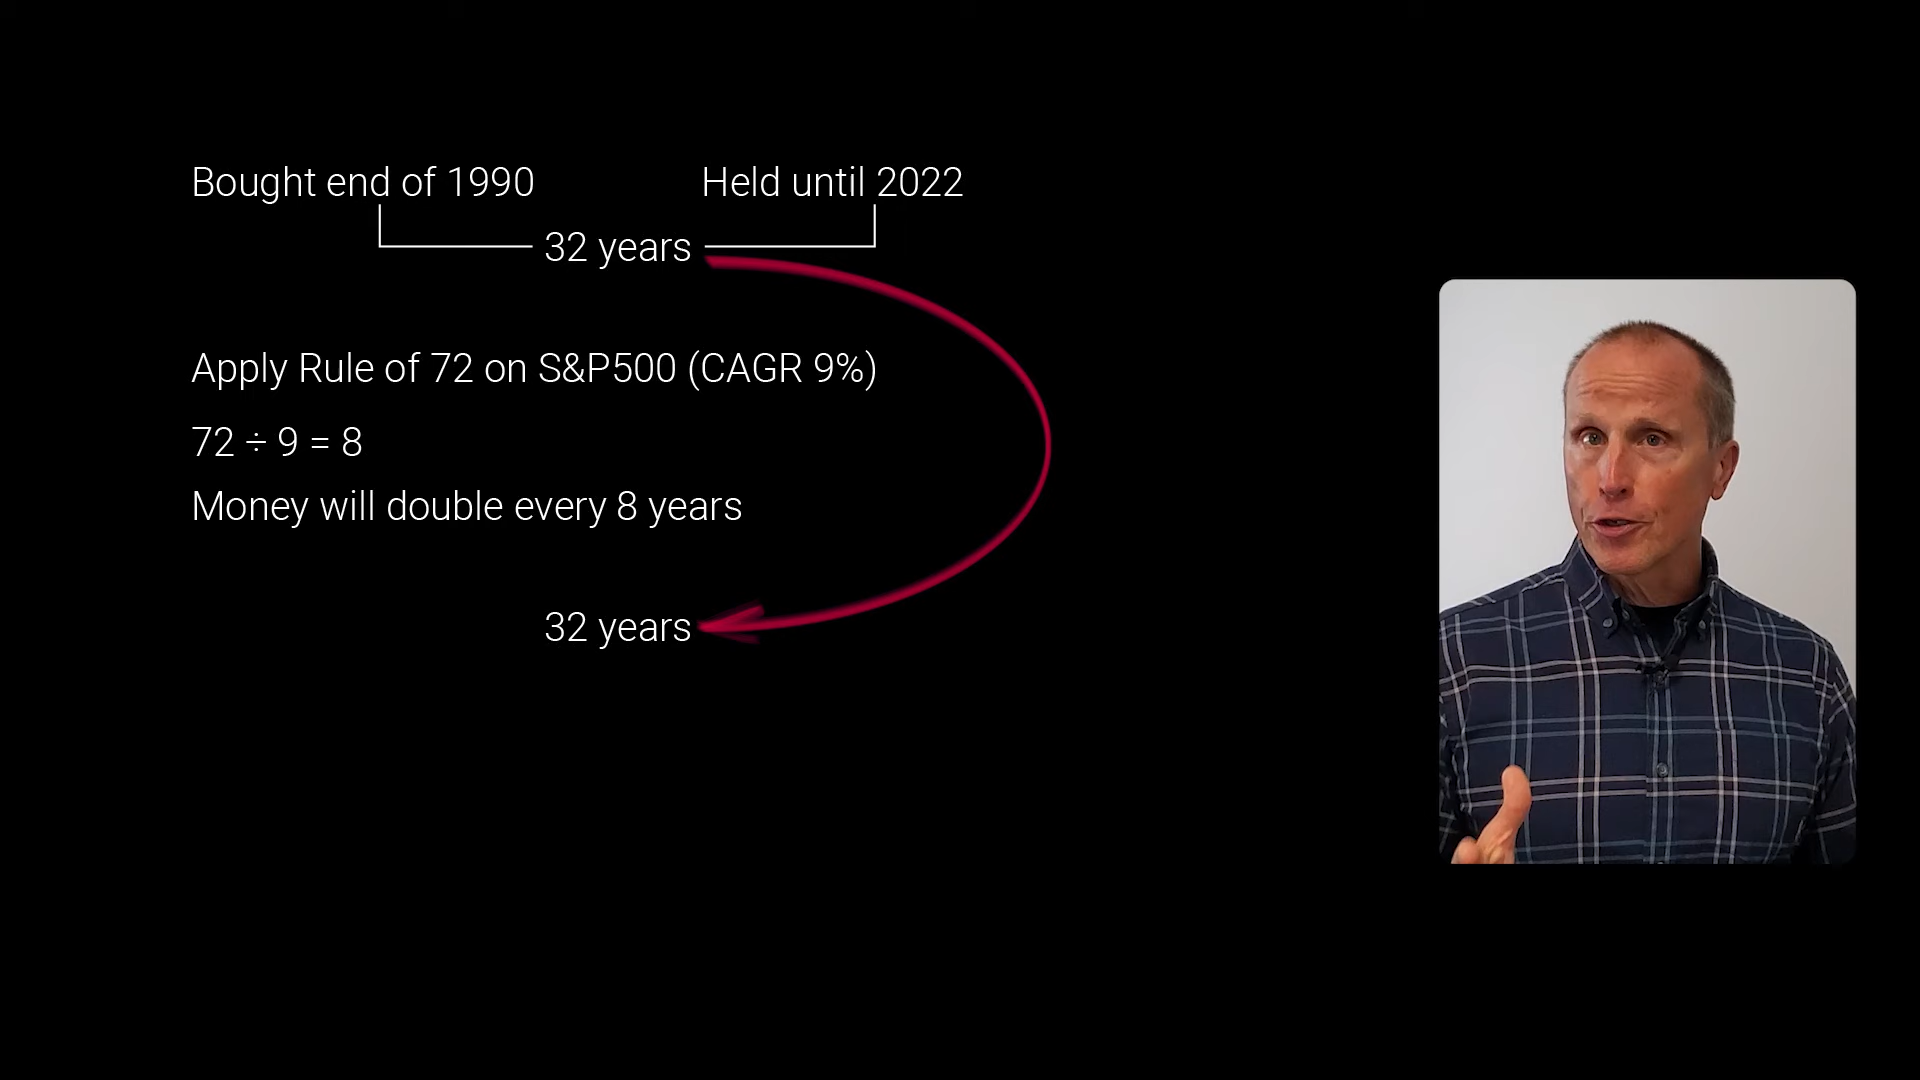 Bought end of 1990
Held until 2022
32 years
Apply Rule of 72 on S&P500 (CAGR 9%)
72 ÷ 9 = 8
Money will double every 8 years
32 years